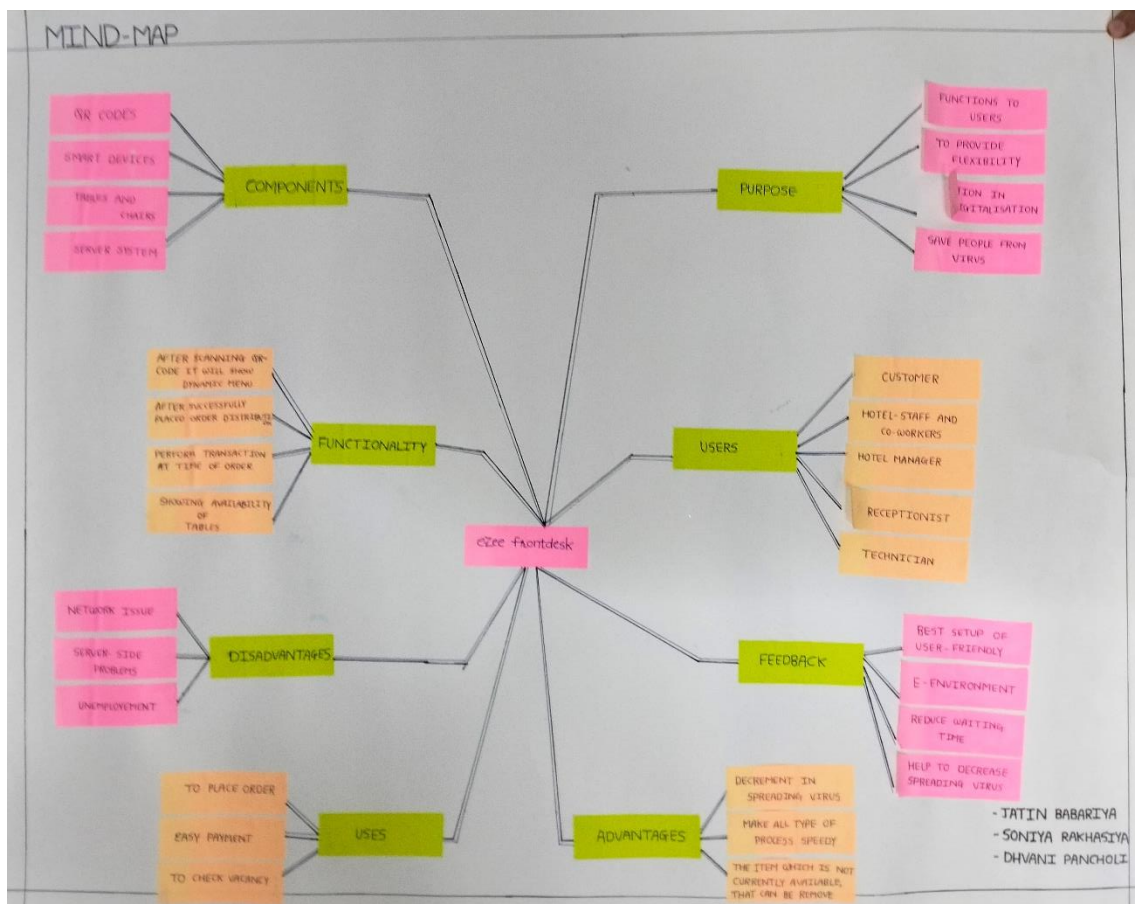 MIND-MAP
QR CODES
SMART DEVICES
TABLES AND
CHAIRS
SERVER SYSTEM
COMPONENTS
PURPOSE
FUNCTIONS TO
USERS
TO PROVIDE
FLEXIBILITY
TION IN
IGITALISATION
SAVE PEOPLE FROM
VIRUS
AFTER SCANNING QR-
CODE IT WILL SHOW
DYNAMIC MENU
AFTER SUCCESSFULLY
PLACED ORDER DISTRIBUTION
PERFORM TRANSACTION
AT TIME OF ORDER
SHOWING AVAILABILITY
OF
TABLES
FUNCTIONALITY
USERS
CUSTOMER
HOTEL-STAFF AND
CO-WORKERS
HOTEL MANAGER
RECEPTIONIST
TECHNICIAN
eZee frontdesk
NETWORK ISSUE
SERVER-SIDE
PROBLEMS
UNEMPLOYEMENT
DISADVANTAGES
FEEDBACK
BEST SETUP OF
USER-FRIENDLY
E-ENVIRONMENT
REDUCE WAITING
TIME
HELP TO DECREASE
SPREADING VIRUS
TO PLACE ORDER
EASY PAYMENT
TO CHECK VACANCY
USES
ADVANTAGES
DECREMENT IN
SPREADING VIRUS
MAKE ALL TYPE OF
PROCESS SPEEDY
THE ITEM WHICH IS NOT
CURRENTLY AVAILABLE,
THAT CAN BE REMOVE
- JATIN BABARIYA
- SONIYA RAKHASIYA
- DHVANI PANCHOLI